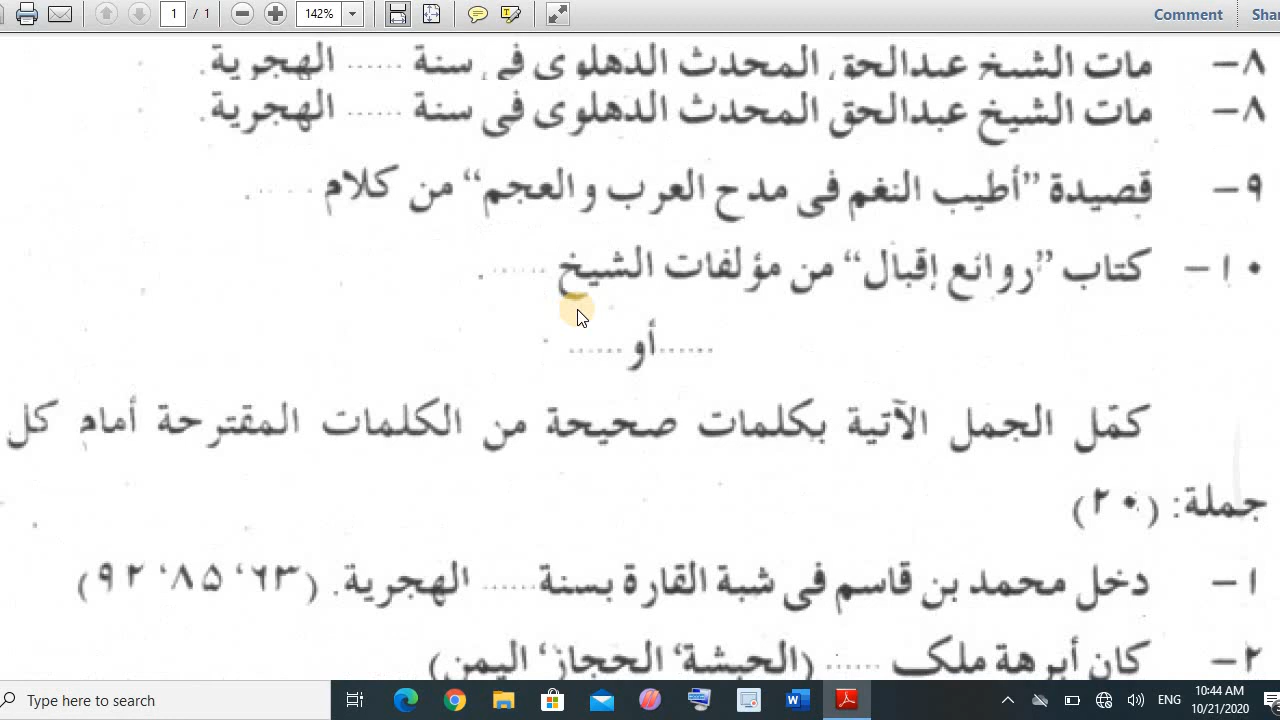 1 / 1 142% Comment Shar
٨- مات الشيخ عبدالحق المحدث الدهلوى فى سنة ...... الهجرية.
٨- مات الشيخ عبدالحق المحدث الدهلوى فى سنة ...... الهجرية.
٩- قصيدة ”أطيب النغم فى مدح العرب و العجم“ من كلام ......
١٠- كتاب ”روائع إقبال“ من مؤلفات الشيخ ...... .
......أو......
كمّل الجمل الآتية بكلمات صحيحة من الكلمات المقترحة أمام كل
جملة: (٢٠)
١- دخل محمد بن قاسم فى شبة القارة بسنة...... الهجرية. (٦٣‘ ٨٥‘ ٩٢)
٢- كان أبرهة ملك ...... (الحبشة‘ الحجاز‘ اليمن)
Type here to search
ENG 10:44 AM
10/21/2020